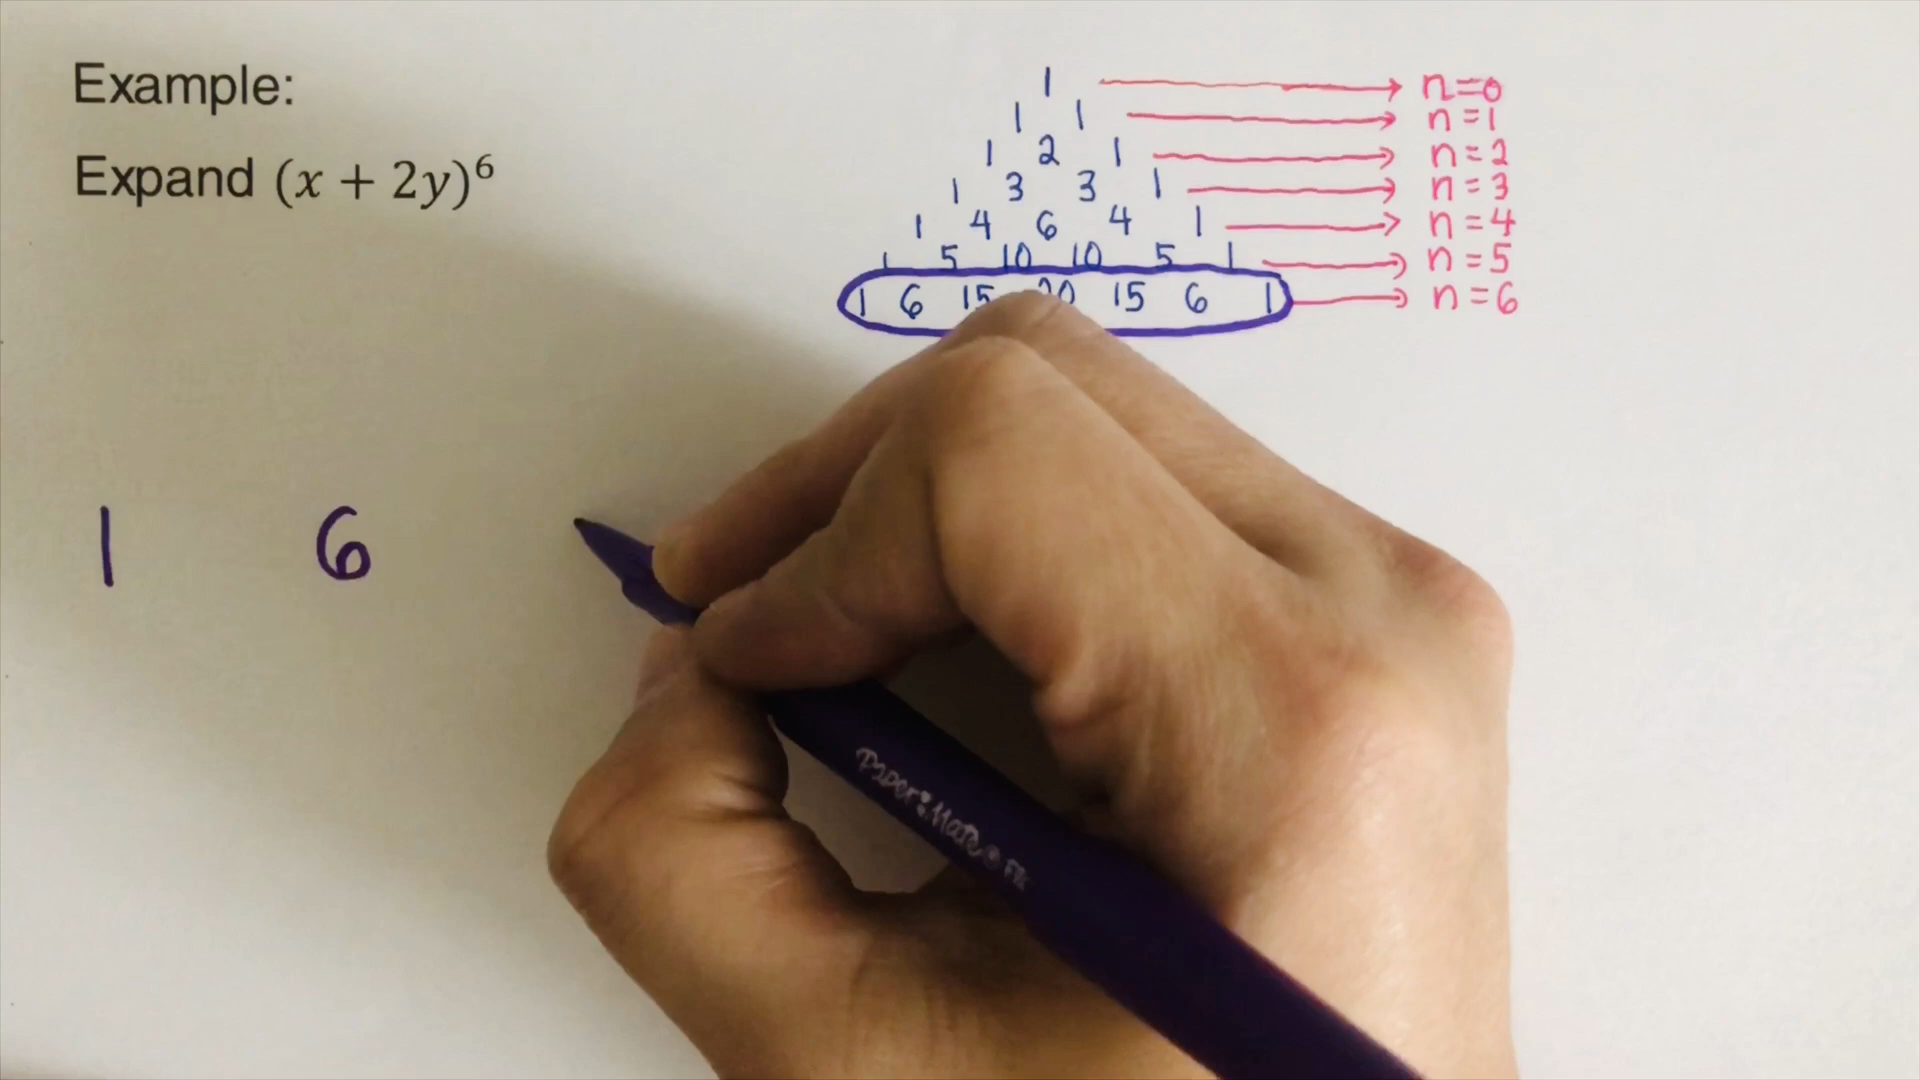 Example:
Expand (x + 2y)⁶
1 → n=0
1 1 → n=1
1 2 1 → n=2
1 3 3 1 → n=3
1 4 6 4 1 → n=4
1 5 10 10 5 1 → n=5
1 6 15 20 15 6 1 → n=6
1 6
Paper Mate